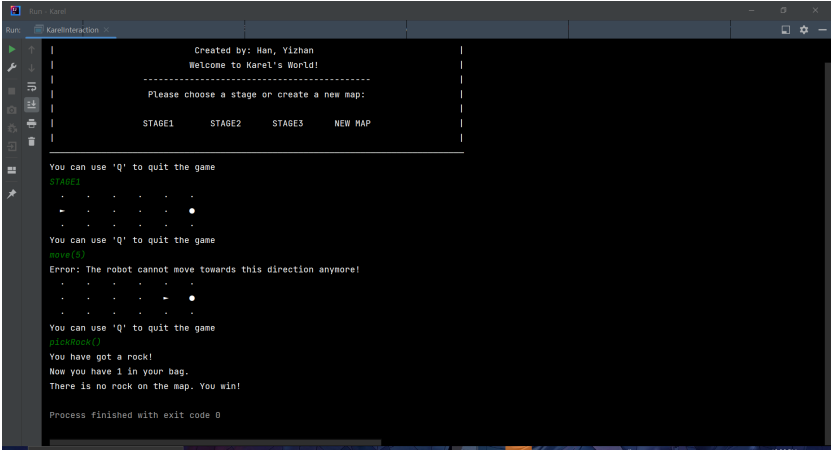 Run - Karel
Run: KarelInteraction ×
Created by: Han, Yizhan
Welcome to Karel's World!
--------------------------------------------
Please choose a stage or create a new map:
STAGE1 STAGE2 STAGE3 NEW MAP
You can use 'Q' to quit the game
STAGE1
You can use 'Q' to quit the game
move(5)
Error: The robot cannot move towards this direction anymore!
You can use 'Q' to quit the game
pickRock()
You have got a rock!
Now you have 1 in your bag.
There is no rock on the map. You win!
Process finished with exit code 0